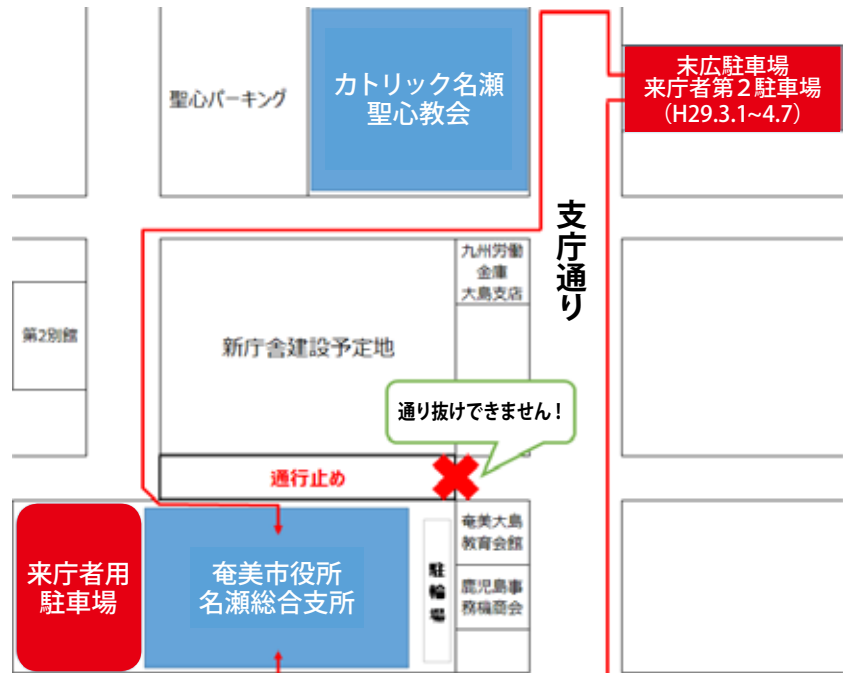 カトリック名瀬
聖心教会
聖心パーキング
末広駐車場
来庁者第2駐車場
（H29.3.1~4.7）
支庁通り
九州労働
金庫
大島支店
第2別館
新庁舎建設予定地
通り抜けできません！
通行止め
来庁者用
駐車場
奄美市役所
名瀬総合支所
駐輪場
奄美大島
教育会館
鹿児島事
務機商会